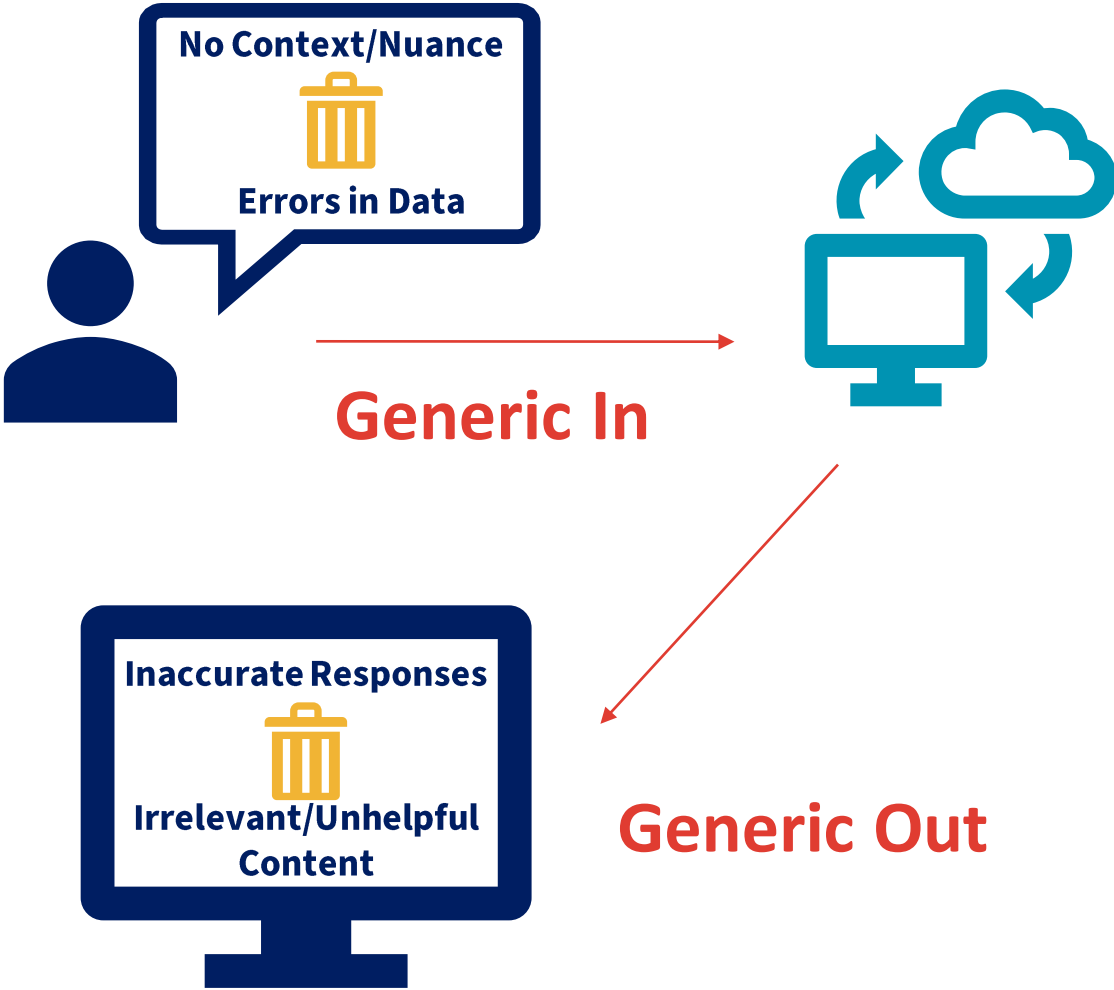 No Context/Nuance
Errors in Data
Generic In
Inaccurate Responses
Irrelevant/Unhelpful
Content
Generic Out